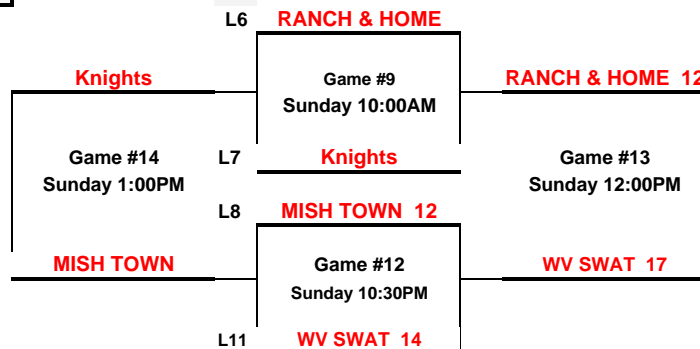 L6 RANCH & HOME
Knights
Game #9
RANCH & HOME 12
Sunday 10:00AM
Game #14
L7 Knights
Game #13
Sunday 1:00PM
Sunday 12:00PM
L8 MISH TOWN 12
MISH TOWN
Game #12
WV SWAT 17
Sunday 10:30PM
L11 WV SWAT 14